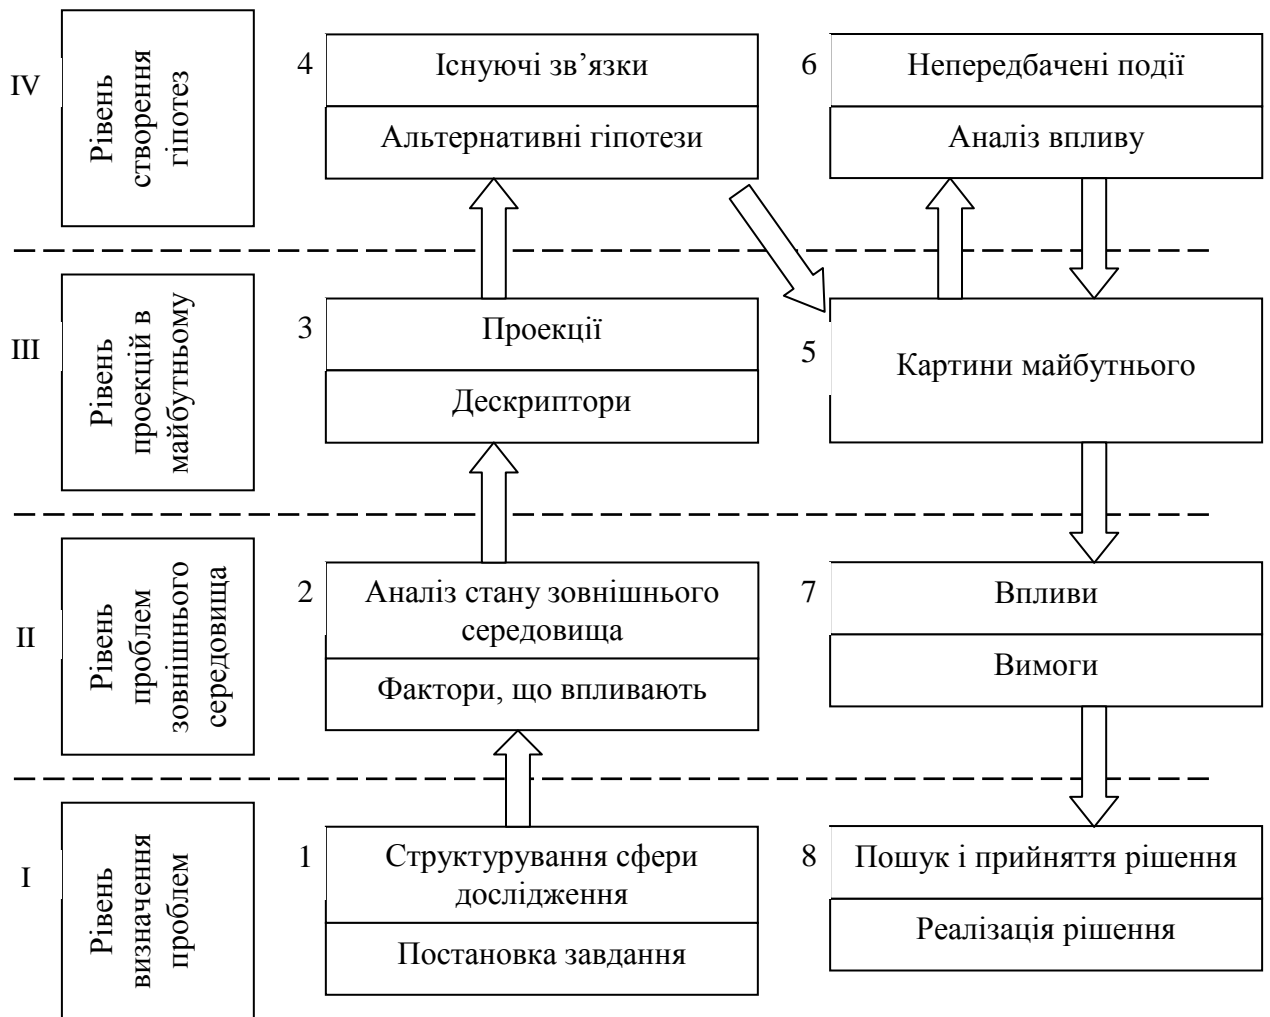 IV
Рівень
створення
гіпотез
4
Існуючі зв’язки
Альтернативні гіпотези
6
Непередбачені події
Аналіз впливу
III
Рівень
проекцій в
майбутньому
3
Проекції
Дескриптори
5
Картини майбутнього
II
Рівень
проблем
зовнішнього
середовища
2
Аналіз стану зовнішнього
середовища
Фактори, що впливають
7
Впливи
Вимоги
I
Рівень
визначення
проблем
1
Структурування сфери
дослідження
Постановка завдання
8
Пошук і прийняття рішення
Реалізація рішення